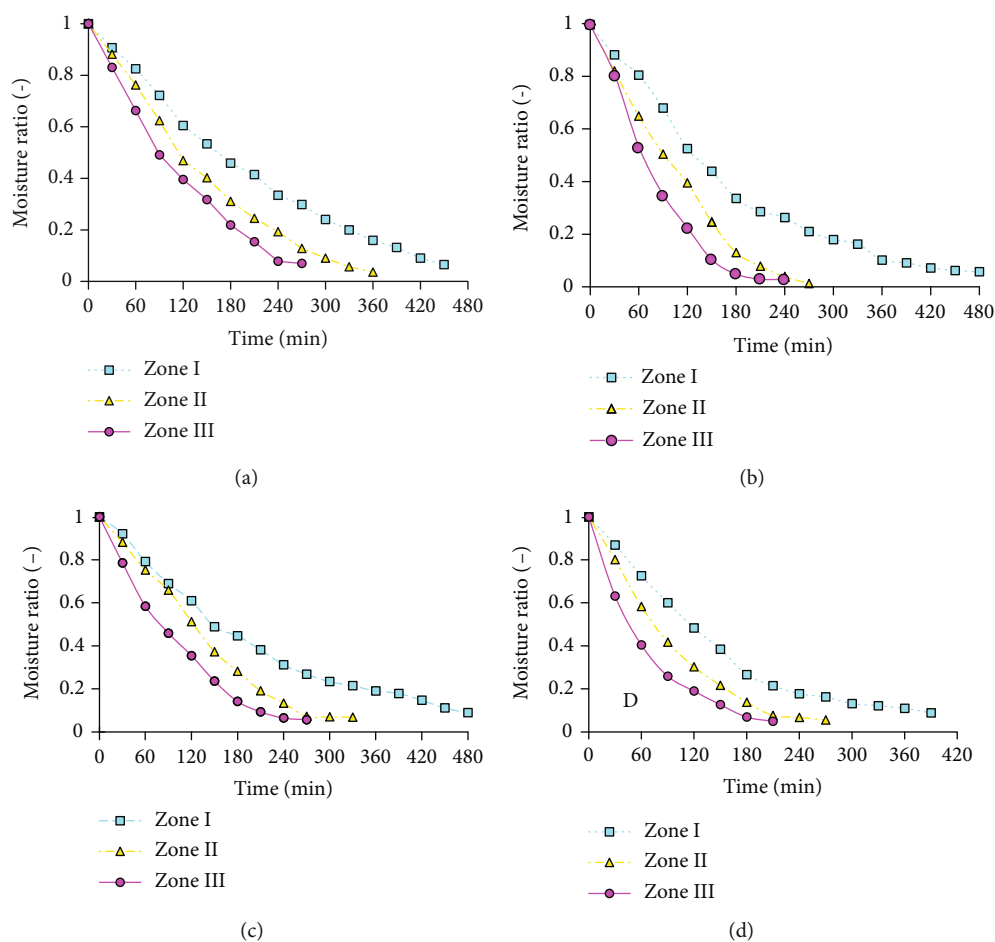 1
0.8
0.6
0.4
0.2
0
Moisture ratio (-)
0 60 120 180 240 300 360 420 480
Time (min)
Zone I
Zone II
Zone III
(a)
1
0.8
0.6
0.4
0.2
0
Moisture ratio (-)
0 60 120 180 240 300 360 420 480
Time (min)
Zone I
Zone II
Zone III
(b)
1
0.8
0.6
0.4
0.2
0
Moisture ratio (–)
0 60 120 180 240 300 360 420 480
Time (min)
Zone I
Zone II
Zone III
(c)
1
0.8
0.6
0.4
0.2
0
Moisture ratio (–)
D
0 60 120 180 240 300 360 420
Time (min)
Zone I
Zone II
Zone III
(d)